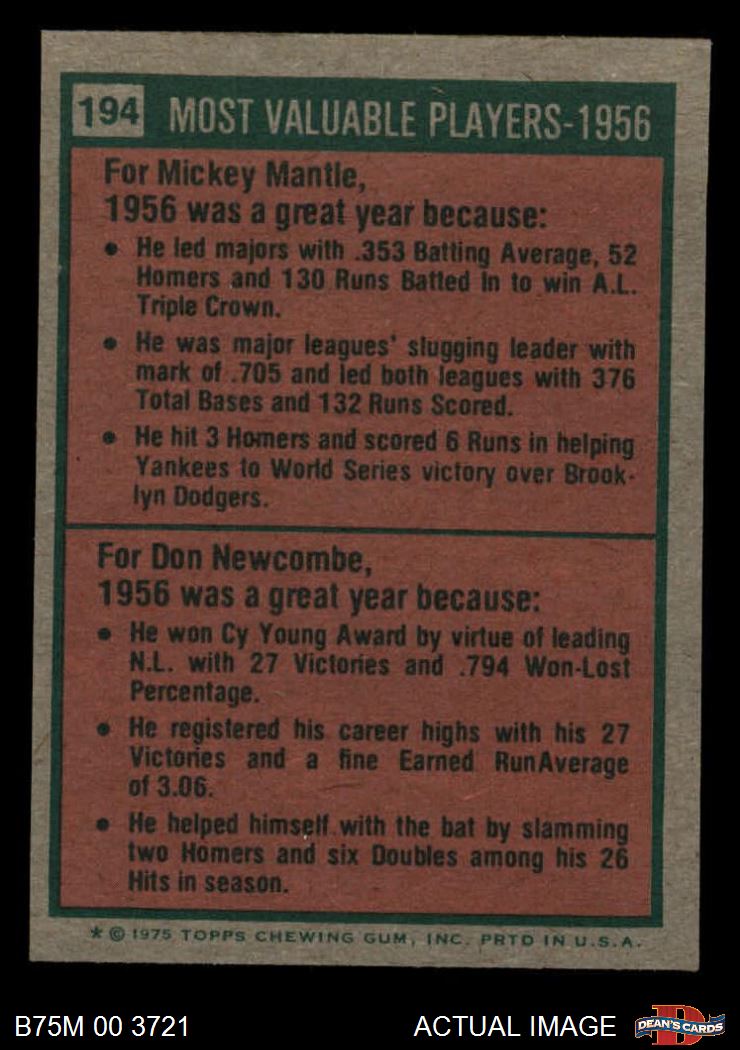 194 MOST VALUABLE PLAYERS-1956
For Mickey Mantle,
1956 was a great year because:
• He led majors with .353 Batting Average, 52
Homers and 130 Runs Batted In to win A.L.
Triple Crown.
• He was major leagues' slugging leader with
mark of .705 and led both leagues with 376
Total Bases and 132 Runs Scored.
• He hit 3 Homers and scored 6 Runs in helping
Yankees to World Series victory over Brook-
lyn Dodgers.
For Don Newcombe,
1956 was a great year because:
• He won Cy Young Award by virtue of leading
N.L. with 27 Victories and .794 Won-Lost
Percentage.
• He registered his career highs with his 27
Victories and a fine Earned RunAverage
of 3.06.
• He helped himself with the bat by slamming
two Homers and six Doubles among his 26
Hits in season.
* © 1975 TOPPS CHEWING GUM, INC. PRTD IN U.S.A.
B75M 00 3721 ACTUAL IMAGE D DEAN'S CARDS